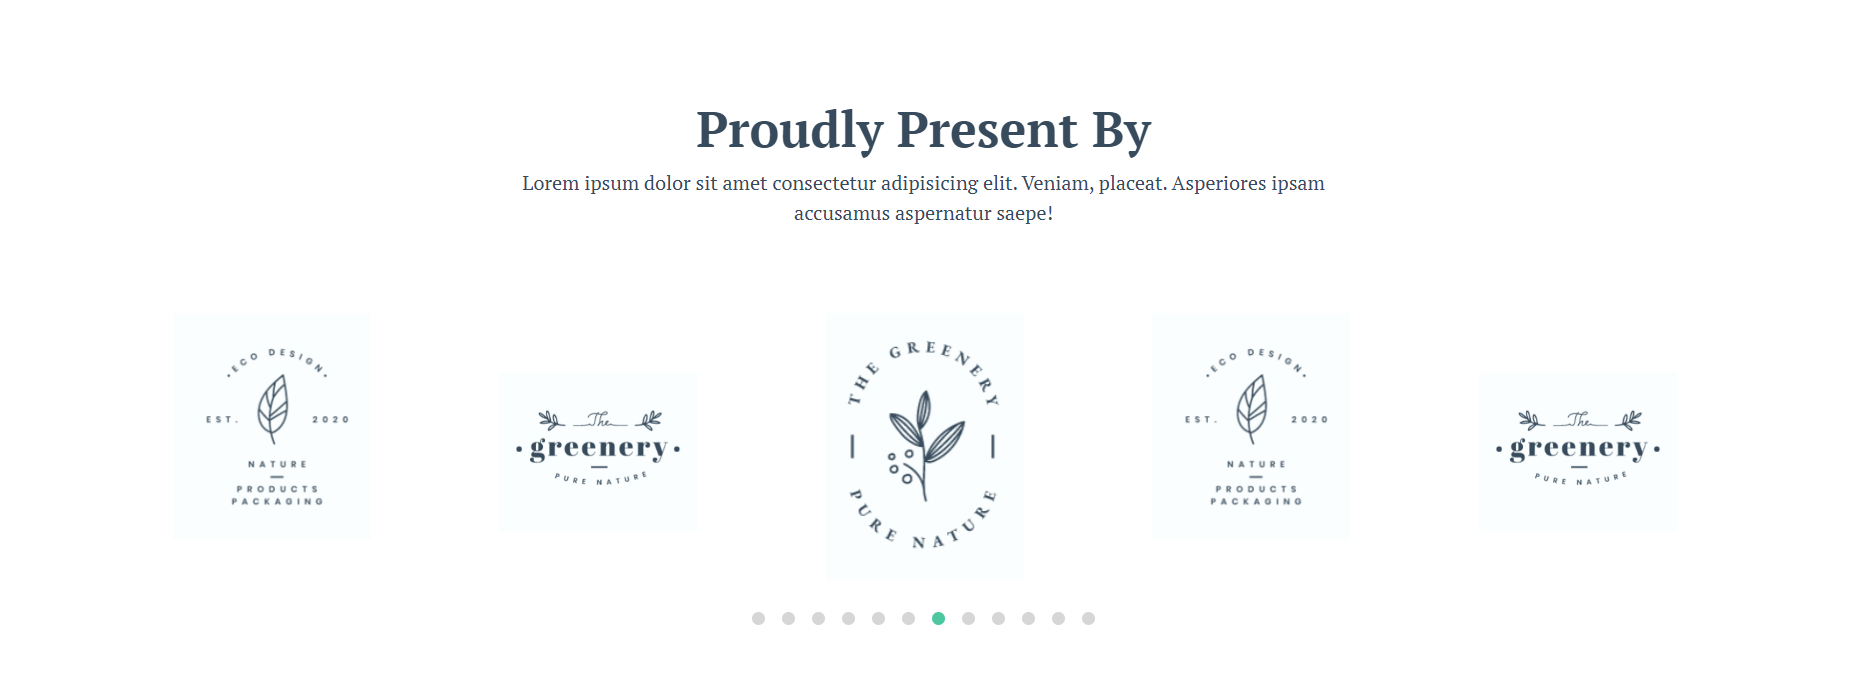 Proudly Present By
Lorem ipsum dolor sit amet consectetur adipisicing elit. Veniam, placeat. Asperiores ipsam
accusamus aspernatur saepe!
•ECO DESIGN•
EST. 2020
NATURE
PRODUCTS
PACKAGING
The
• greenery •
PURE NATURE
THE GREENERY
PURE NATURE
•ECO DESIGN•
EST. 2020
NATURE
PRODUCTS
PACKAGING
The
• greenery •
PURE NATURE